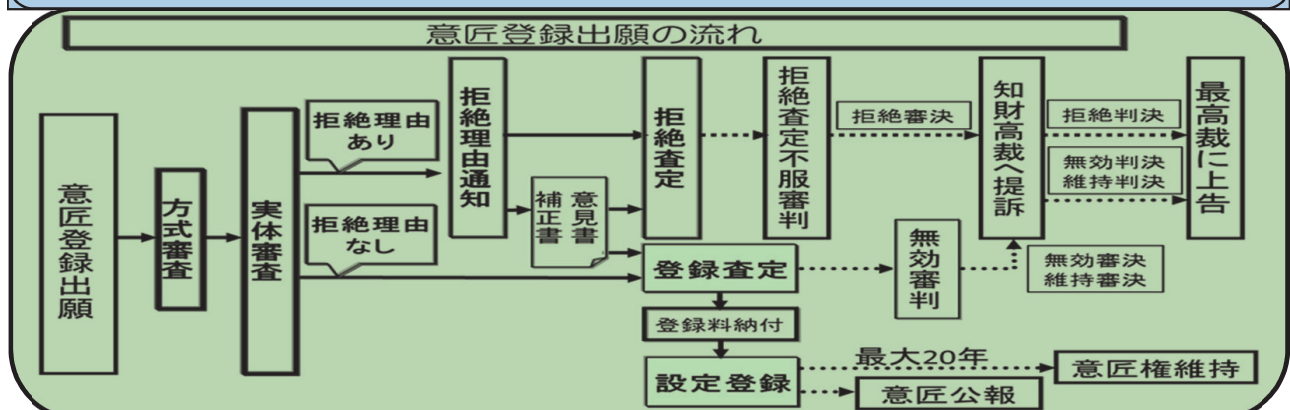 意匠登録出願の流れ
意匠登録出願
方式審査
実体審査
拒絶理由
あり
拒絶理由
なし
拒絶理由通知
意見書
補正書
拒絶査定
登録査定
登録料納付
設定登録
拒絶査定不服審判
拒絶審決
無効審判
知財高裁へ提訴
無効審決
維持審決
拒絶判決
無効判決
維持判決
最高裁に上告
最大20年
意匠権維持
意匠公報